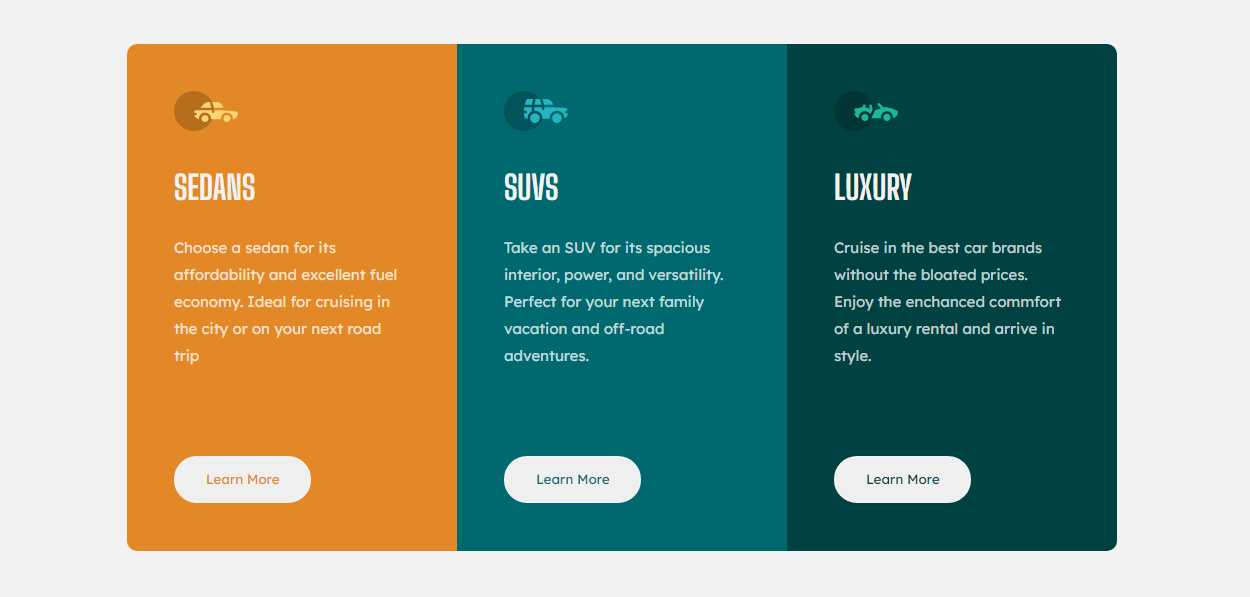 SEDANS
Choose a sedan for its
affordability and excellent fuel
economy. Ideal for cruising in
the city or on your next road
trip
Learn More
SUVS
Take an SUV for its spacious
interior, power, and versatility.
Perfect for your next family
vacation and off-road
adventures.
Learn More
LUXURY
Cruise in the best car brands
without the bloated prices.
Enjoy the enchanced commfort
of a luxury rental and arrive in
style.
Learn More